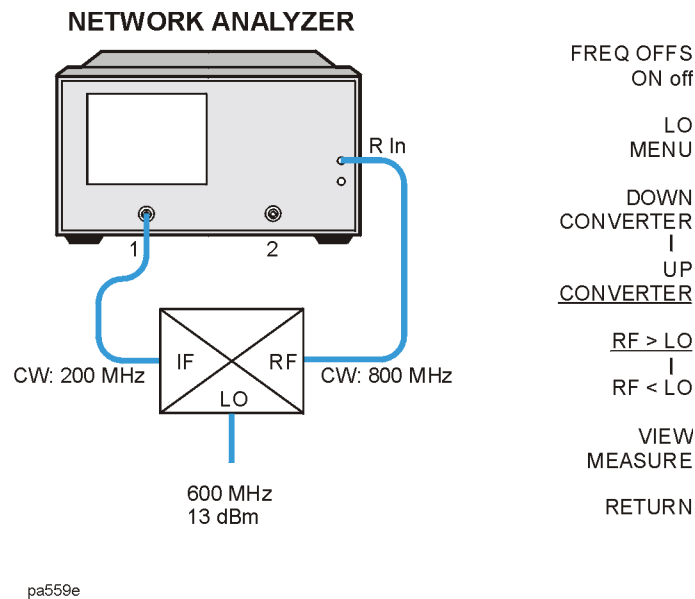 NETWORK ANALYZER
R In
1
2
IF
RF
LO
CW: 200 MHz
CW: 800 MHz
600 MHz
13 dBm
FREQ OFFS
ON off
LO
MENU
DOWN
CONVERTER
UP
CONVERTER
RF > LO
RF < LO
VIEW
MEASURE
RETURN
pa559e